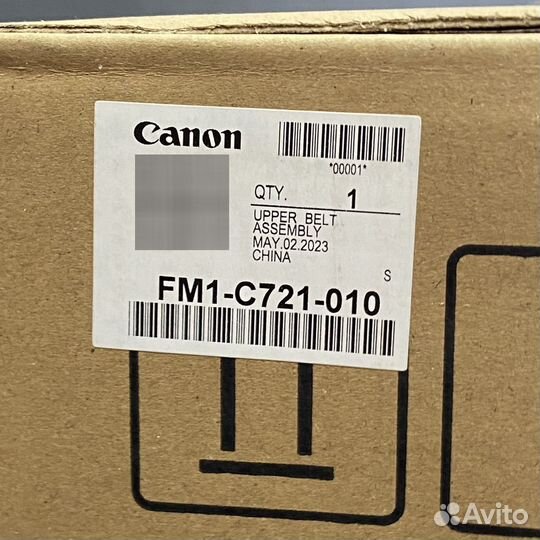 Canon
*00001*
QTY. 1
UPPER BELT
ASSEMBLY
MAY.02.2023
CHINA
S
FM1-C721-010
Avito